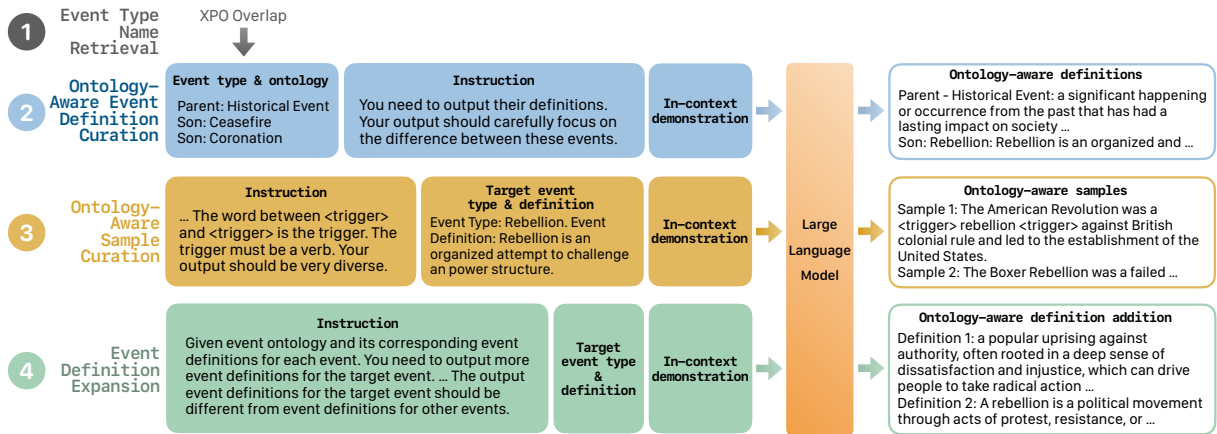 1
Event Type
Name
Retrieval
XPO Overlap
2
Ontology-
Aware Event
Definition
Curation
Event type & ontology
Parent: Historical Event
Son: Ceasefire
Son: Coronation
Instruction
You need to output their definitions.
Your output should carefully focus on
the difference between these events.
In-context
demonstration
Ontology-aware definitions
Parent - Historical Event: a significant happening
or occurrence from the past that has had a
lasting impact on society ...
Son: Rebellion: Rebellion is an organized and ...
3
Ontology-
Aware
Sample
Curation
Instruction
... The word between <trigger>
and <trigger> is the trigger. The
trigger must be a verb. Your
output should be very diverse.
Target event
type & definition
Event Type: Rebellion. Event
Definition: Rebellion is an
organized attempt to challenge
an power structure.
In-context
demonstration
Large
Language
Model
Ontology-aware samples
Sample 1: The American Revolution was a
<trigger> rebellion <trigger> against British
colonial rule and led to the establishment of the
United States.
Sample 2: The Boxer Rebellion was a failed ...
4
Event
Definition
Expansion
Instruction
Given event ontology and its corresponding event
definitions for each event. You need to output more
event definitions for the target event. ... The output
event definitions for the target event should be
different from event definitions for other events.
Target
event type
&
definition
In-context
demonstration
Ontology-aware definition addition
Definition 1: a popular uprising against
authority, often rooted in a deep sense of
dissatisfaction and injustice, which can drive
people to take radical action ...
Definition 2: A rebellion is a political movement
through acts of protest, resistance, or ...